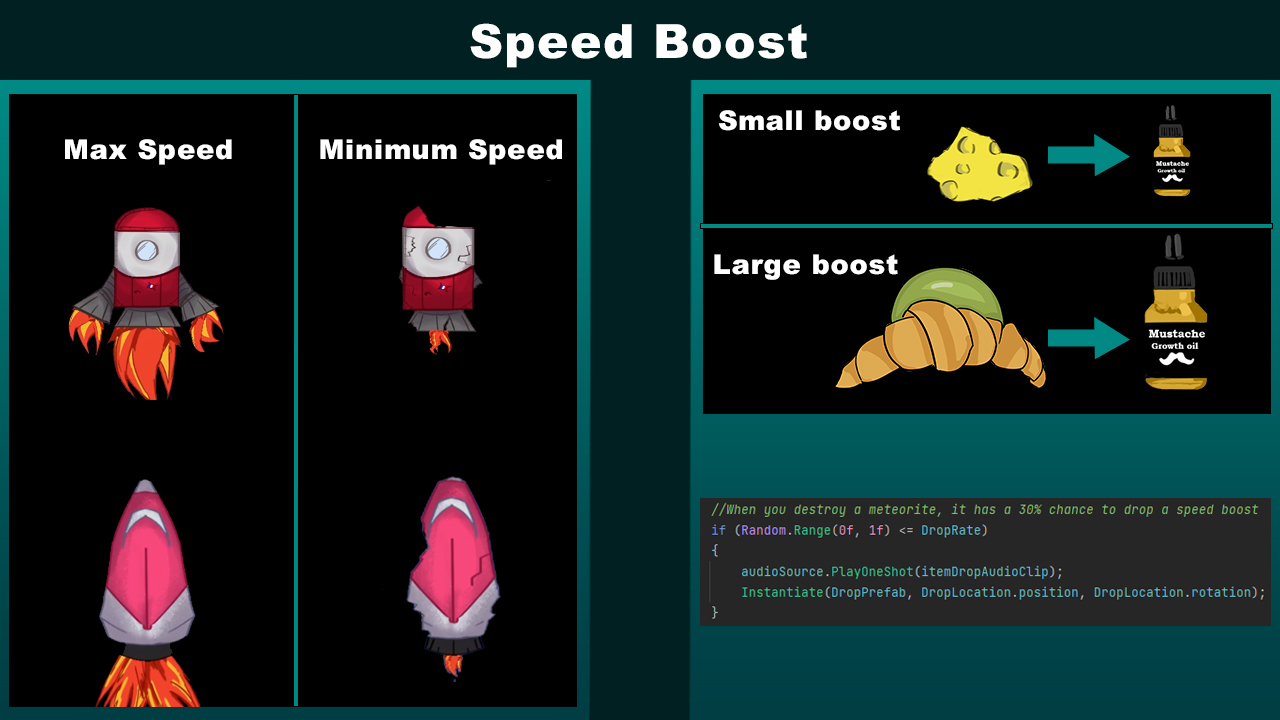 Speed Boost
Max Speed
Minimum Speed
Small boost
Mustache
Growth oil
Large boost
Mustache
Growth oil
//When you destroy a meteorite, it has a 30% chance to drop a speed boost
if (Random.Range(0f, 1f) <= DropRate)
{
audioSource.PlayOneShot(itemDropAudioClip);
Instantiate(DropPrefab, DropLocation.position, DropLocation.rotation);
}